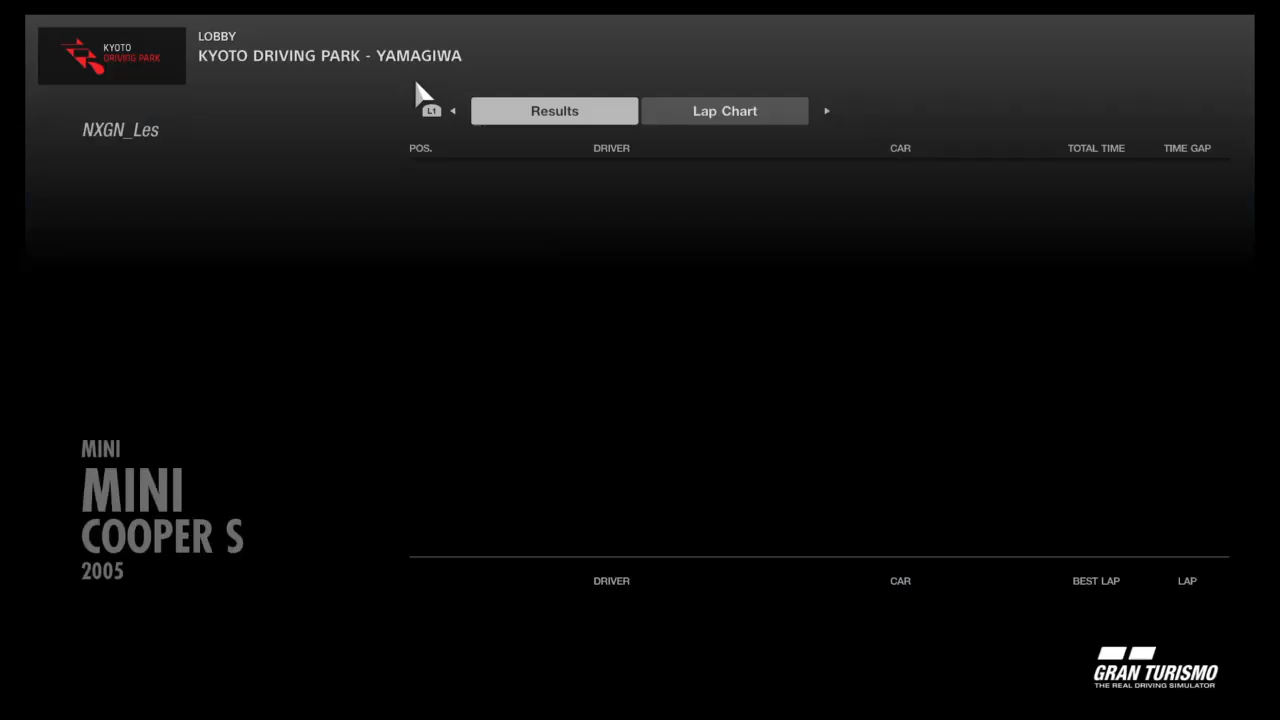 KYOTO
DRIVING PARK
LOBBY
KYOTO DRIVING PARK - YAMAGIWA
NXGN_Les
L1
Results
Lap Chart
POS.
DRIVER
CAR
TOTAL TIME
TIME GAP
MINI
MINI
COOPER S
2005
DRIVER
CAR
BEST LAP
LAP
GRAN TURISMO
THE REAL DRIVING SIMULATOR